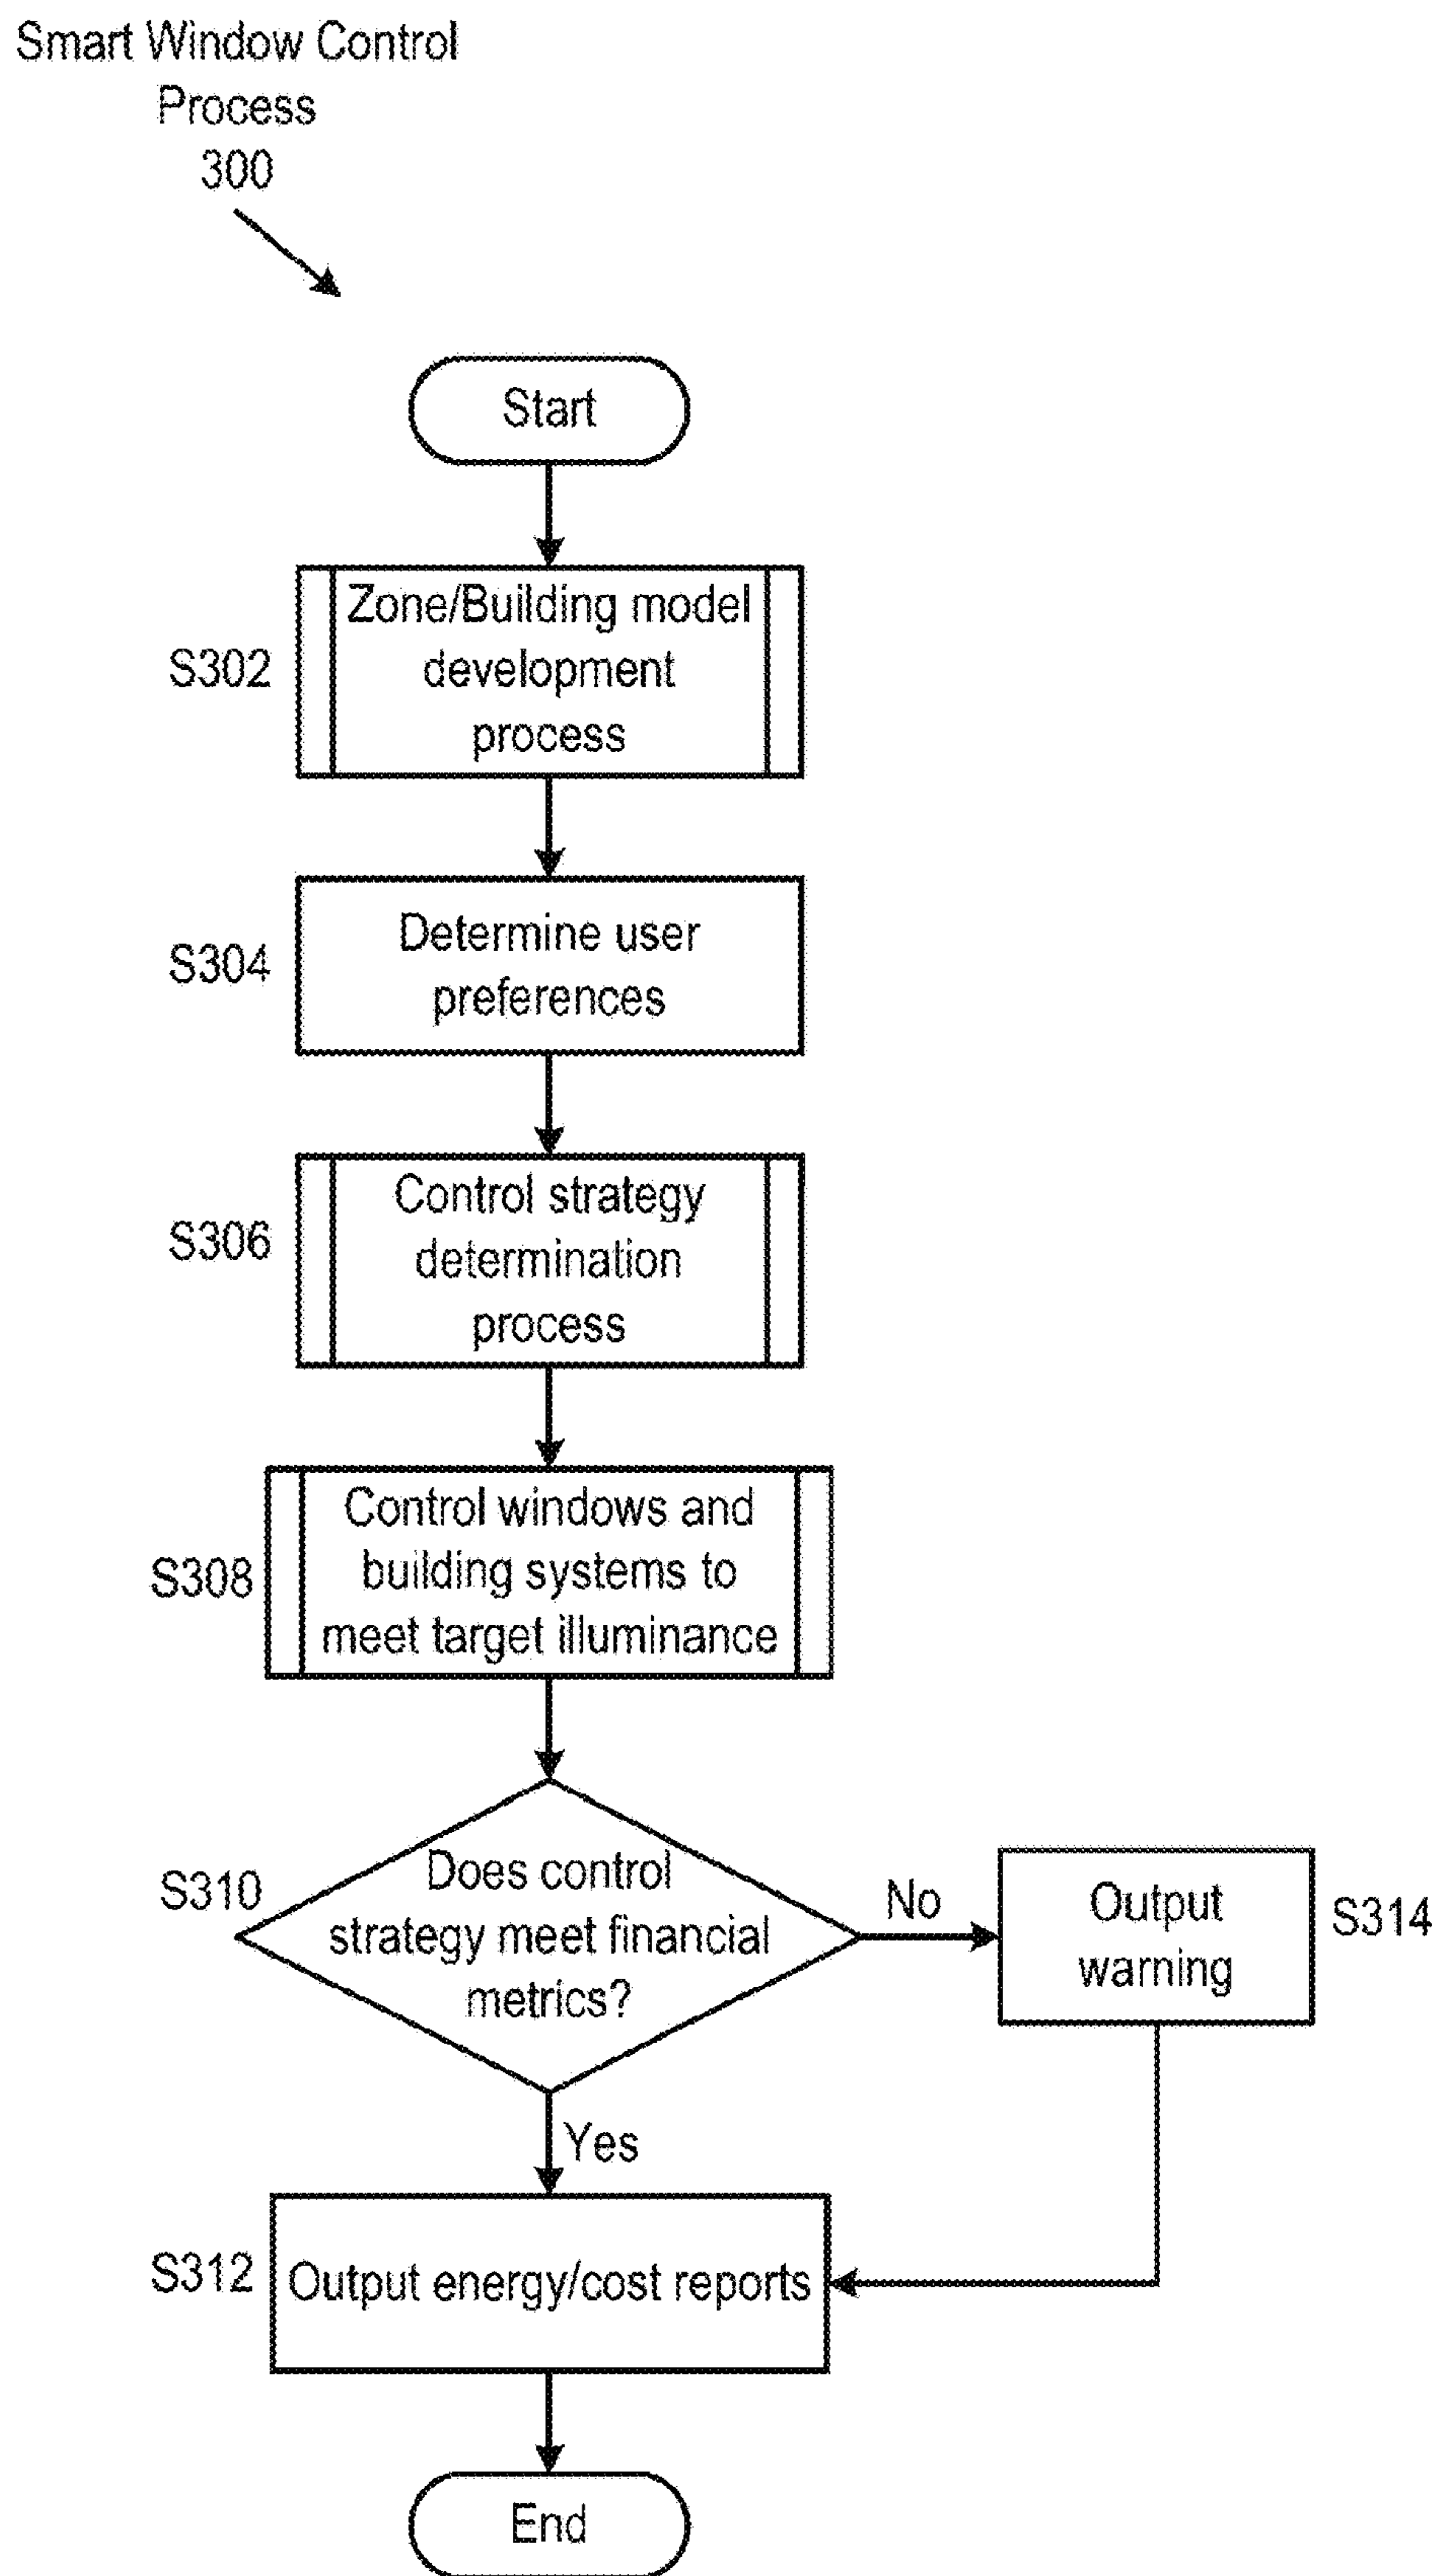 Smart Window Control
Process
300
Start
S302
Zone/Building model
development
process
S304
Determine user
preferences
S306
Control strategy
determination
process
S308
Control windows and
building systems to
meet target illuminance
S310
Does control
strategy meet financial
metrics?
No
Output
warning
S314
Yes
S312
Output energy/cost reports
End